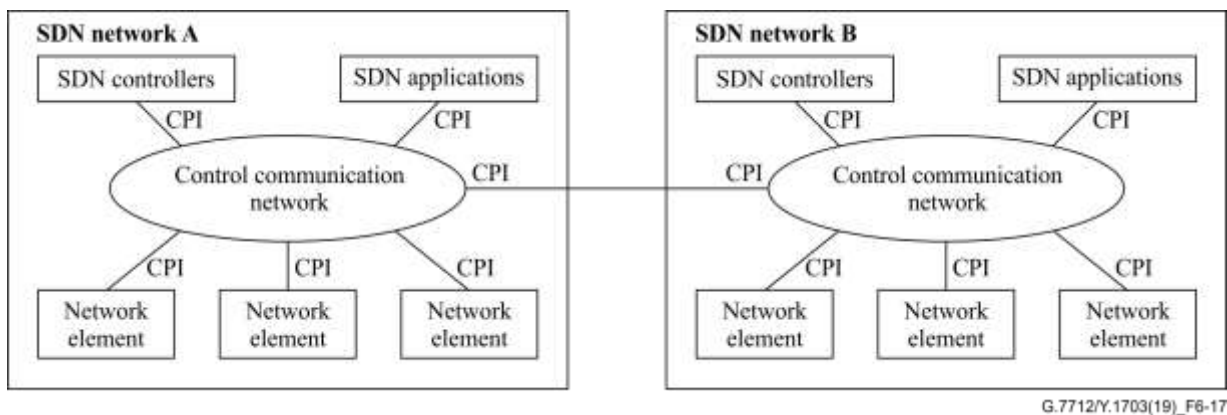 SDN network A
SDN controllers
SDN applications
CPI
CPI
Control communication
network
CPI
CPI
CPI
CPI
Network
element
Network
element
Network
element
SDN network B
SDN controllers
SDN applications
CPI
CPI
CPI
Control communication
network
CPI
CPI
CPI
Network
element
Network
element
Network
element
G.7712/Y.1703(19)_F6-17